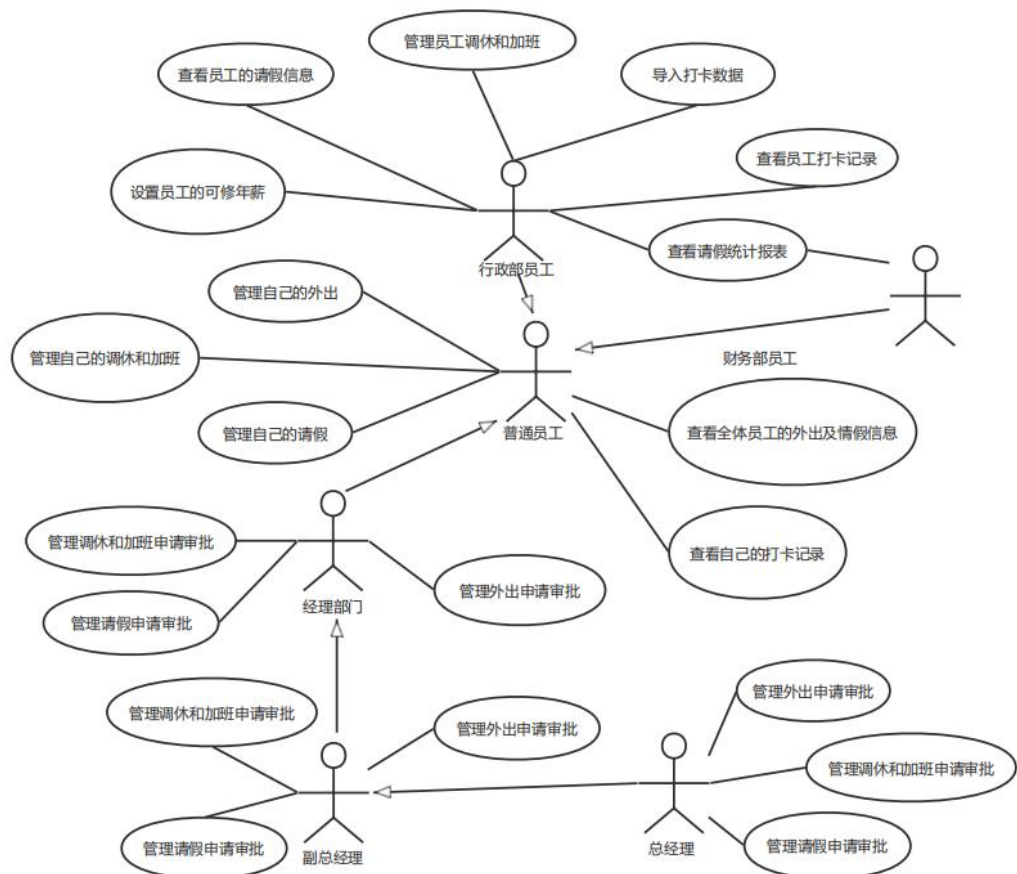 管理员工调休和加班
查看员工的请假信息
导入打卡数据
查看员工打卡记录
设置员工的可修年薪
查看请假统计报表
行政部员工
管理自己的外出
管理自己的调休和加班
财务部员工
管理自己的请假
普通员工
查看全体员工的外出及情假信息
管理调休和加班申请审批
查看自己的打卡记录
管理外出申请审批
经理部门
管理请假申请审批
管理外出申请审批
管理调休和加班申请审批
管理外出申请审批
管理调休和加班申请审批
管理请假申请审批
副总经理
总经理
管理请假申请审批